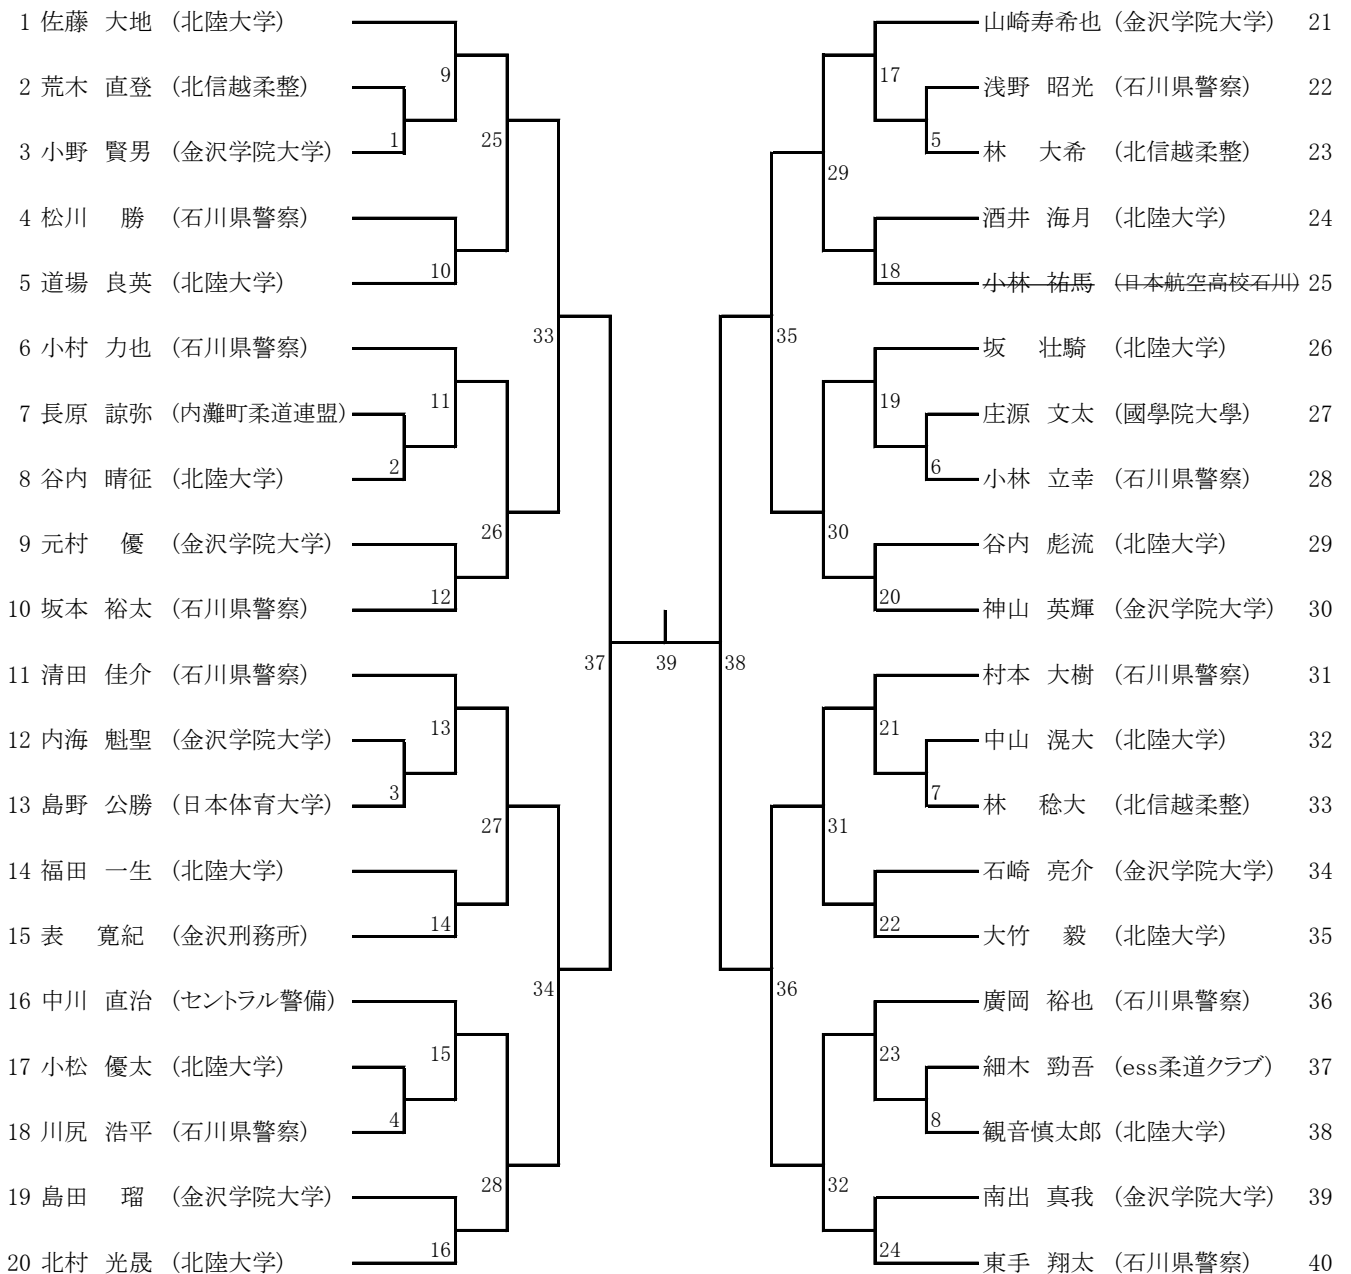 1 佐藤 大地 (北陸大学)
2 荒木 直登 (北信越柔整)
3 小野 賢男 (金沢学院大学)
4 松川 勝 (石川県警察)
5 道場 良英 (北陸大学)
6 小村 力也 (石川県警察)
7 長原 諒弥 (内灘町柔道連盟)
8 谷内 晴征 (北陸大学)
9 元村 優 (金沢学院大学)
10 坂本 裕太 (石川県警察)
11 清田 佳介 (石川県警察)
12 内海 魁聖 (金沢学院大学)
13 島野 公勝 (日本体育大学)
14 福田 一生 (北陸大学)
15 表 寛紀 (金沢刑務所)
16 中川 直治 (セントラル警備)
17 小松 優太 (北陸大学)
18 川尻 浩平 (石川県警察)
19 島田 瑠 (金沢学院大学)
20 北村 光晟 (北陸大学)
1
2
3
4
9
10
11
12
13
14
15
16
25
26
27
28
33
34
37
39
38
35
36
29
30
31
32
17
18
19
20
21
22
23
24
5
6
7
8
山崎寿希也 (金沢学院大学) 21
浅野 昭光 (石川県警察) 22
林 大希 (北信越柔整) 23
酒井 海月 (北陸大学) 24
小林 祐馬 (日本航空高校石川) 25
坂 壮騎 (北陸大学) 26
庄源 文太 (國學院大學) 27
小林 立幸 (石川県警察) 28
谷内 彪流 (北陸大学) 29
神山 英輝 (金沢学院大学) 30
村本 大樹 (石川県警察) 31
中山 滉大 (北陸大学) 32
林 稔大 (北信越柔整) 33
石崎 亮介 (金沢学院大学) 34
大竹 毅 (北陸大学) 35
廣岡 裕也 (石川県警察) 36
細木 勁吾 (ess柔道クラブ) 37
観音慎太郎 (北陸大学) 38
南出 真我 (金沢学院大学) 39
東手 翔太 (石川県警察) 40